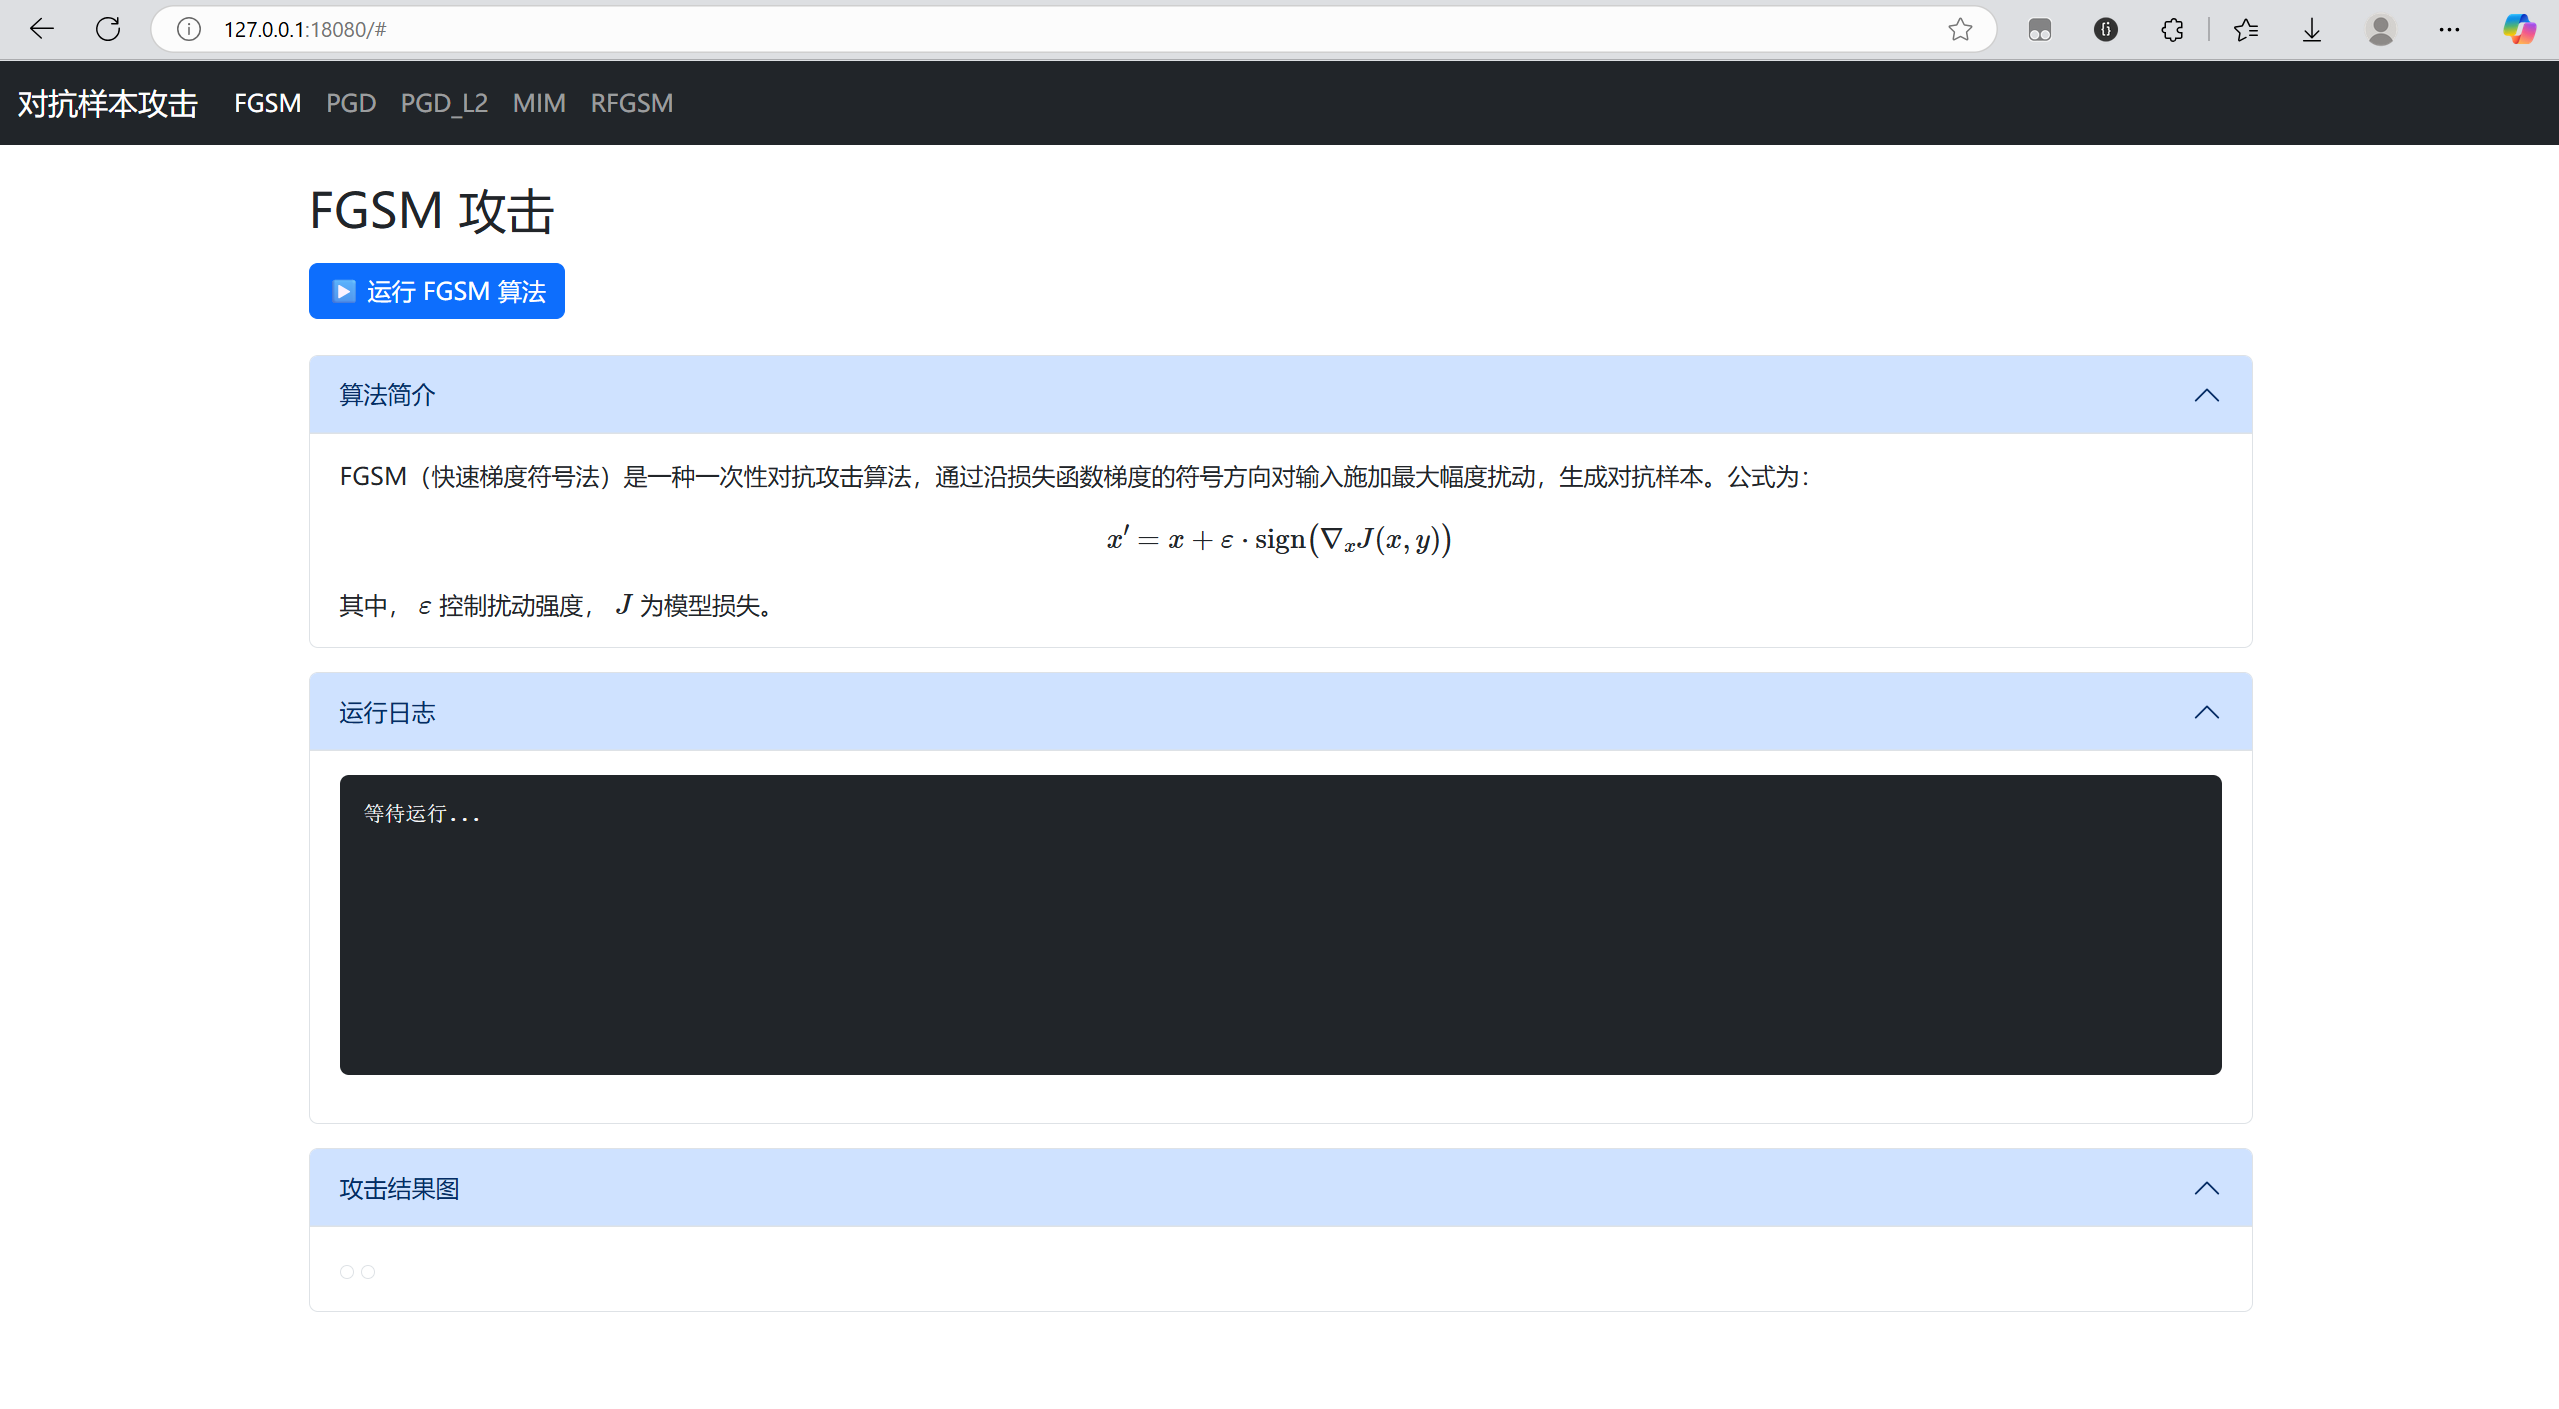 127.0.0.1:18080/#
对抗样本攻击 FGSM PGD PGD_L2 MIM RFGSM
FGSM 攻击
运行 FGSM 算法
算法简介
FGSM（快速梯度符号法）是一种一次性对抗攻击算法，通过沿损失函数梯度的符号方向对输入施加最大幅度扰动，生成对抗样本。公式为：
x′ = x + ε · sign(∇ₓJ(x, y))
其中， ε 控制扰动强度， J 为模型损失。
运行日志
等待运行...
攻击结果图